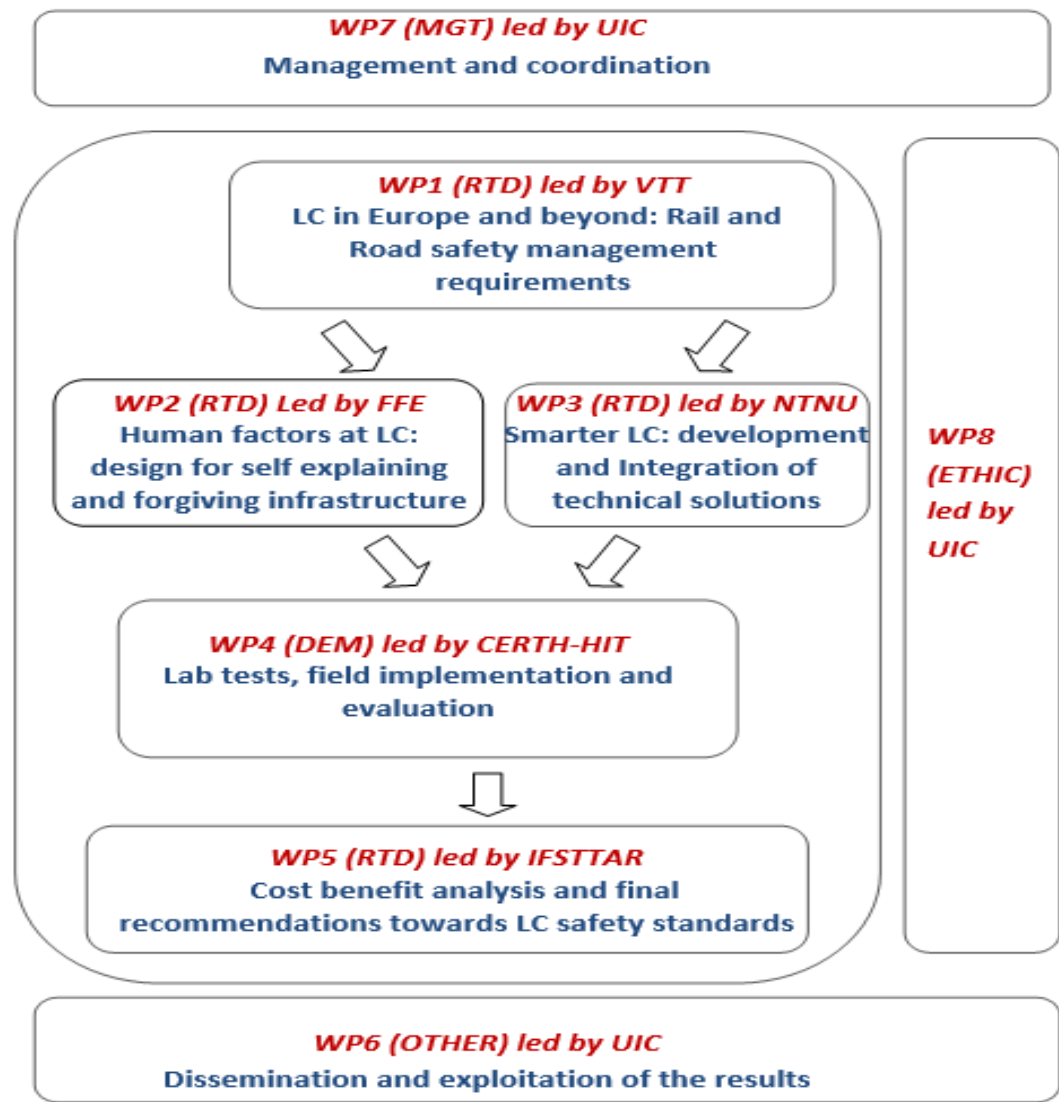 WP7 (MGT) led by UIC
Management and coordination
WP1 (RTD) led by VTT
LC in Europe and beyond: Rail and
Road safety management
requirements
WP2 (RTD) Led by FFE
Human factors at LC:
design for self explaining
and forgiving infrastructure
WP3 (RTD) led by NTNU
Smarter LC: development
and Integration of
technical solutions
WP8
(ETHIC)
led by
UIC
WP4 (DEM) led by CERTH-HIT
Lab tests, field implementation and
evaluation
WP5 (RTD) led by IFSTTAR
Cost benefit analysis and final
recommendations towards LC safety standards
WP6 (OTHER) led by UIC
Dissemination and exploitation of the results